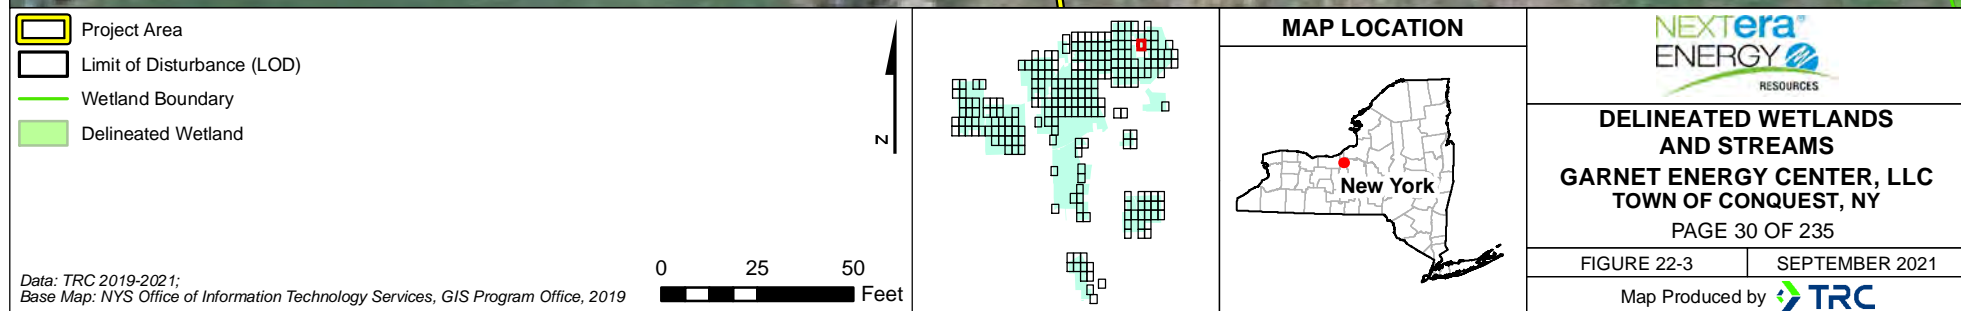 Project Area
Limit of Disturbance (LOD)
Wetland Boundary
Delineated Wetland
Data: TRC 2019-2021;
Base Map: NYS Office of Information Technology Services, GIS Program Office, 2019
N
0 25 50
Feet
MAP LOCATION
New York
NEXTera
ENERGY
RESOURCES
DELINEATED WETLANDS
AND STREAMS
GARNET ENERGY CENTER, LLC
TOWN OF CONQUEST, NY
PAGE 30 OF 235
FIGURE 22-3 SEPTEMBER 2021
Map Produced by TRC